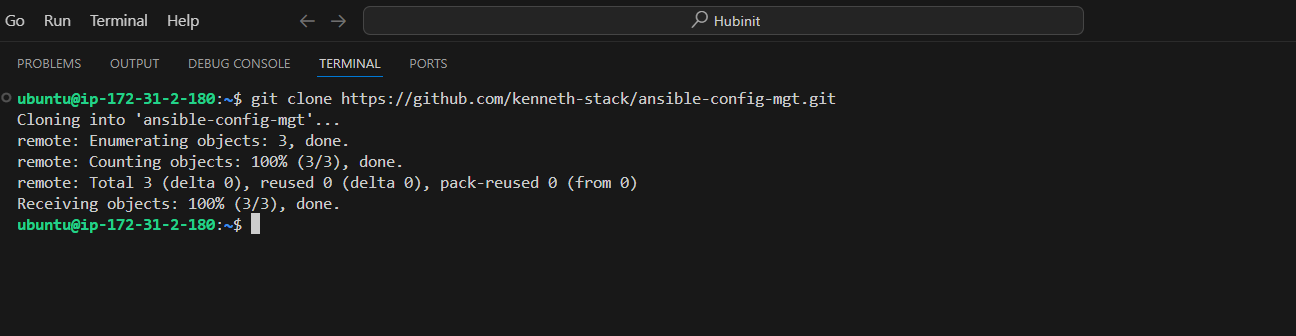 Go Run Terminal Help Hubinit
PROBLEMS OUTPUT DEBUG CONSOLE TERMINAL PORTS
ubuntu@ip-172-31-2-180:~$ git clone https://github.com/kenneth-stack/ansible-config-mgt.git
Cloning into 'ansible-config-mgt'...
remote: Enumerating objects: 3, done.
remote: Counting objects: 100% (3/3), done.
remote: Total 3 (delta 0), reused 0 (delta 0), pack-reused 0 (from 0)
Receiving objects: 100% (3/3), done.
ubuntu@ip-172-31-2-180:~$